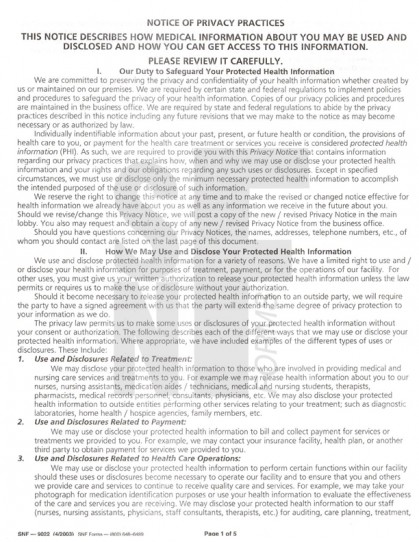 NOTICE OF PRIVACY PRACTICES
THIS NOTICE DESCRIBES HOW MEDICAL INFORMATION ABOUT YOU MAY BE USED AND
DISCLOSED AND HOW YOU CAN GET ACCESS TO THIS INFORMATION.
PLEASE REVIEW IT CAREFULLY.
I. Our Duty to Safeguard Your Protected Health Information
We are committed to preserving the privacy and confidentiality of your health information whether created by
us or maintained on our premises. We are required by certain state and federal regulations to implement policies
and procedures to safeguard the privacy of your health information. Copies of our privacy policies and procedures
are maintained in the business office. We are required by state and federal regulations to abide by the privacy
practices described in this notice including any future revisions that we may make to the notice as may become
necessary or as authorized by law.
Individually indentifiable information about your past, present, or future health or condition, the provisions of
health care to you, or payment for the health care treatment or services you receive is considered protected health
information (PHI). As such, we are required to provide you with this Privacy Notice that contains information
regarding our privacy practices that explains how, when and why we may use or disclose your protected health
information and your rights and our obligations regarding any such uses or disclosures. Except in specified
circumstances, we must use or disclose only the minimum necessary protected health information to accomplish
the intended purposed of the use or disclosure of such information.
We reserve the right to change this notice at any time and to make the revised or changed notice effective for
health information we already have about you as well as any information we receive in the future about you.
Should we revise/change this Privacy Notice, we will post a copy of the new / revised Privacy Notice in the main
lobby. You also may request and obtain a copy of any new / revised Privacy Notice from the business office.
Should you have questions concerning our Privacy Notices, the names, addresses, telephone numbers, etc., of
whom you should contact are listed on the last page of this document.
II. How We May Use and Disclose Your Protected Health Information
We use and disclose protected health information for a variety of reasons. We have a limited right to use and /
or disclose your health information for purposes of treatment, payment, or for the operations of our facility. For
other uses, you must give us your written authorization to release your protected health information unless the law
permits or requires us to make the use or disclosure without your authorization.
Should it become necessary to release your protected health information to an outside party, we will require
the party to have a signed agreement with us that the party will extend the same degree of privacy protection to
your information as we do.
The privacy law permits us to make some uses or disclosures of your protected health information without
your consent or authorization. The following describes each of the different ways that we may use or disclose your
protected health information. Where appropriate, we have included examples of the different types of uses or
disclosures. These Include:
1. Use and Disclosures Related to Treatment:
We may disclose your protected health information to those who are involved in providing medical and
nursing care services and treatments to you. For example we may release health information about you to our
nurses, nursing assistants, medication aides / technicians, medical and nursing students, therapists,
pharmacists, medical records personnel, consultants, physicians, etc. We may also disclose your protected
health information to outside entities performing other services relating to your treatment; such as diagnostic
laboratories, home health / hospice agencies, family members, etc.
2. Use and Disclosures Related to Payment:
We may use or disclose your protected health information to bill and collect payment for services or
treatments we provided to you. For example, we may contact your insurance facility, health plan, or another
third party to obtain payment for services we provided to you.
3. Use and Disclosures Related to Health Care Operations:
We may use or disclose your protected health information to perform certain functions within our facility
should these uses or disclosures become necessary to operate our facility and to ensure that you and others
we provide care and services to continue to receive quality care and services. For example, we may take your
photograph for medication identification purposes or use your health information to evaluate the effectiveness
of the care and services you are receiving. We may disclose your protected health information to our staff
(nurses, nursing assistants, physicians, staff consultants, therapists, etc.) for auditing, care planning, treatment,
SNF — 9022 (4/2003) SNF Forms —
Page 1 of 5